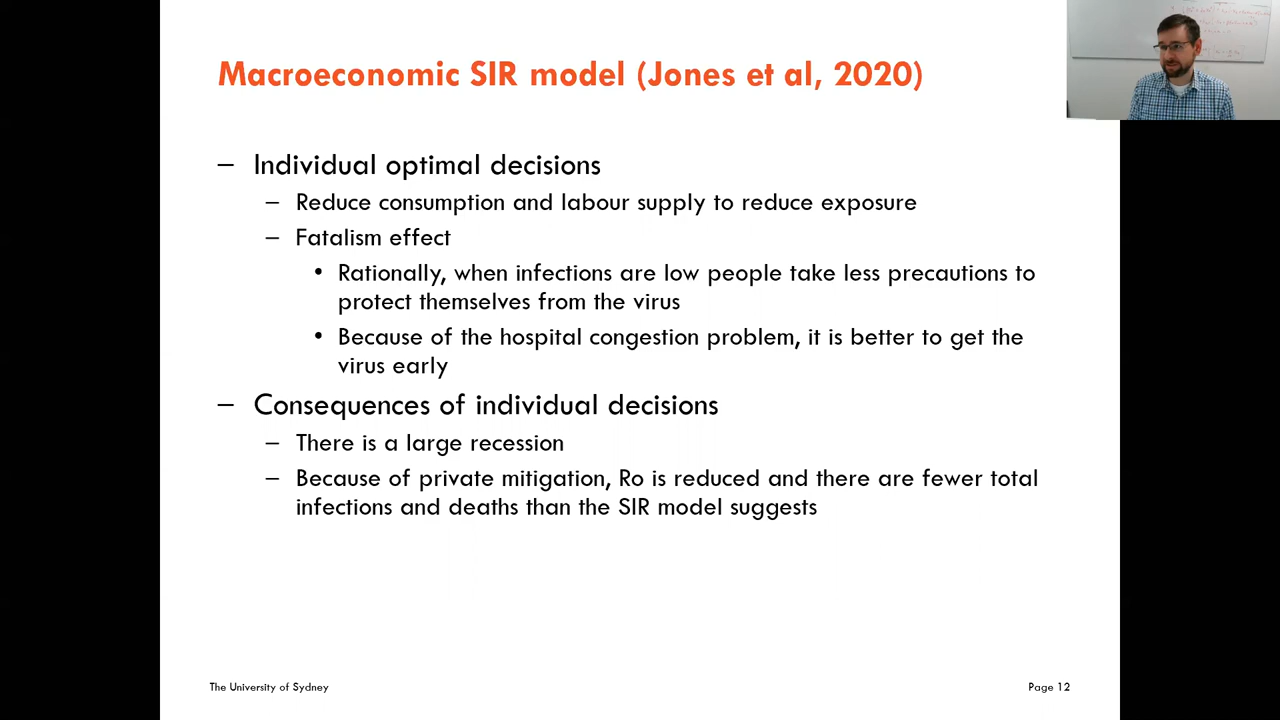 Macroeconomic SIR model (Jones et al, 2020)
– Individual optimal decisions
– Reduce consumption and labour supply to reduce exposure
– Fatalism effect
• Rationally, when infections are low people take less precautions to
protect themselves from the virus
• Because of the hospital congestion problem, it is better to get the
virus early
– Consequences of individual decisions
– There is a large recession
– Because of private mitigation, Ro is reduced and there are fewer total
infections and deaths than the SIR model suggests
The University of Sydney
Page 12